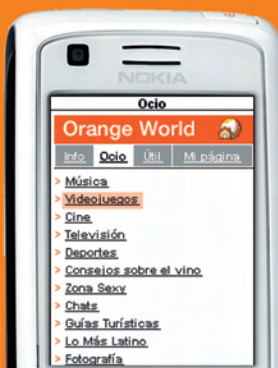 NOKIA
Ocio
Orange World
Info Ocio Útil Mi página
> Música
> Videojuegos
> Cine
> Televisión
> Deportes
> Consejos sobre el vino
> Zona Sexy
> Chats
> Guías Turísticas
> Lo Más Latino
> Fotografía